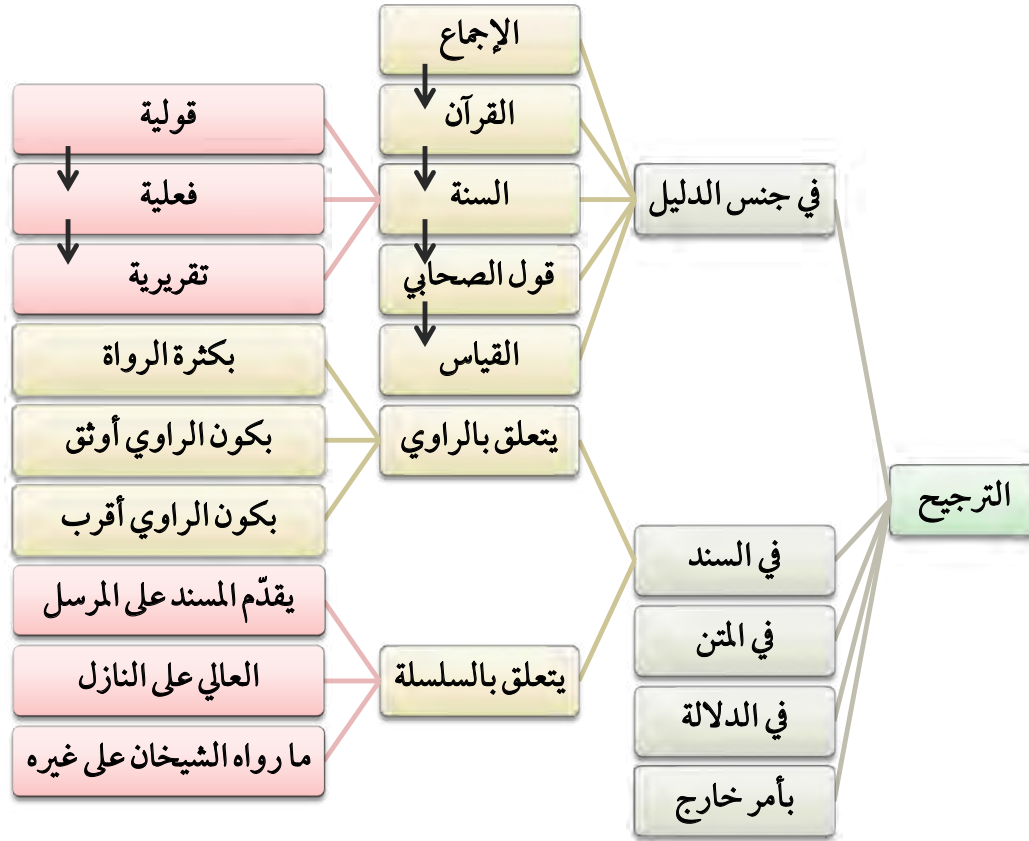 الترجيح
في جنس الدليل
الإجماع
القرآن
السنة
قولية
فعلية
تقريرية
قول الصحابي
القياس
في السند
يتعلق بالراوي
بكثرة الرواة
بكون الراوي أوثق
بكون الراوي أقرب
يتعلق بالسلسلة
يقدّم المسند على المرسل
العالي على النازل
ما رواه الشيخان على غيره
في المتن
في الدلالة
بأمر خارج